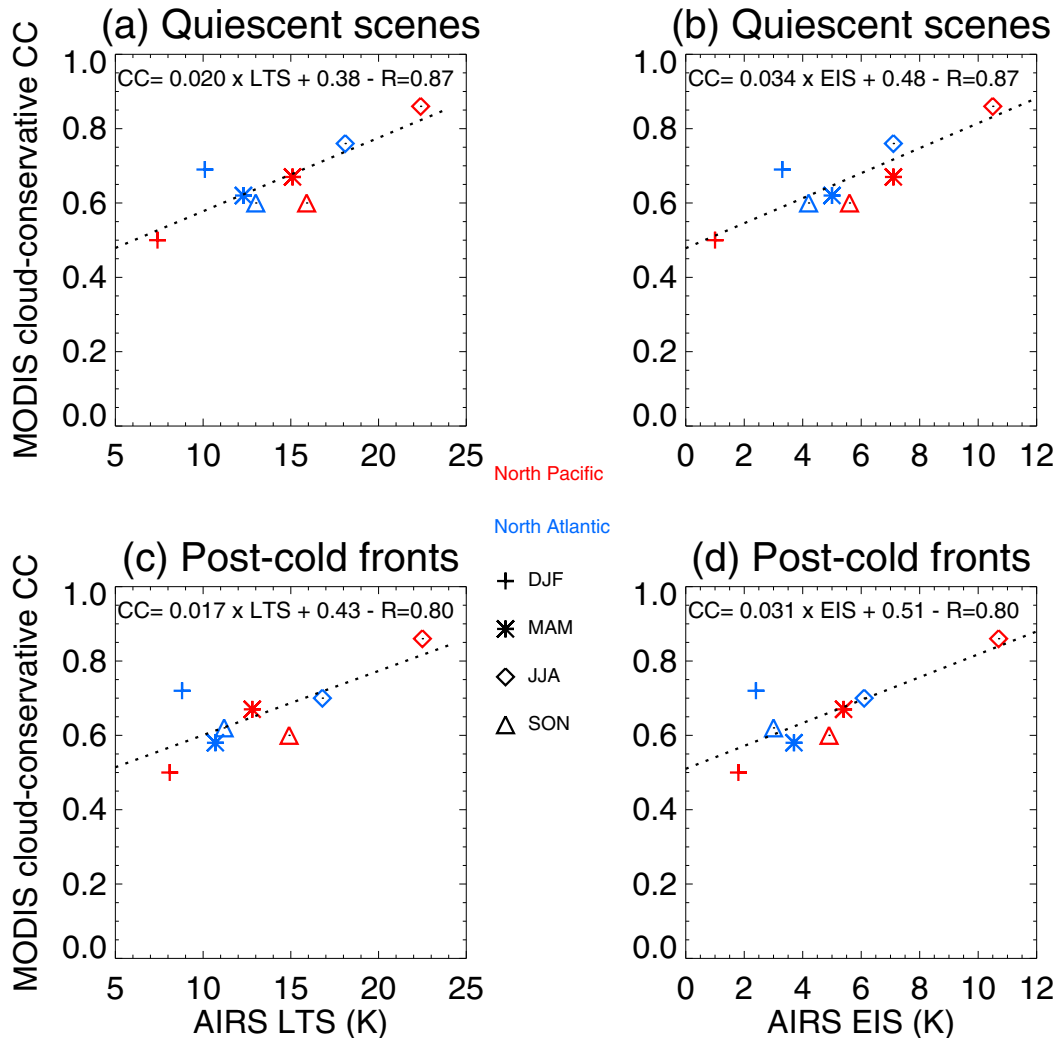 (a) Quiescent scenes
(b) Quiescent scenes
CC= 0.020 x LTS + 0.38 - R=0.87
CC= 0.034 x EIS + 0.48 - R=0.87
MODIS cloud-conservative CC
1.0
0.8
0.6
0.4
0.2
0.0
5 10 15 20 25
1.0
0.8
0.6
0.4
0.2
0.0
0 2 4 6 8 10 12
North Pacific
North Atlantic
DJF
MAM
JJA
SON
(c) Post-cold fronts
(d) Post-cold fronts
CC= 0.017 x LTS + 0.43 - R=0.80
CC= 0.031 x EIS + 0.51 - R=0.80
MODIS cloud-conservative CC
1.0
0.8
0.6
0.4
0.2
0.0
5 10 15 20 25
AIRS LTS (K)
1.0
0.8
0.6
0.4
0.2
0.0
0 2 4 6 8 10 12
AIRS EIS (K)